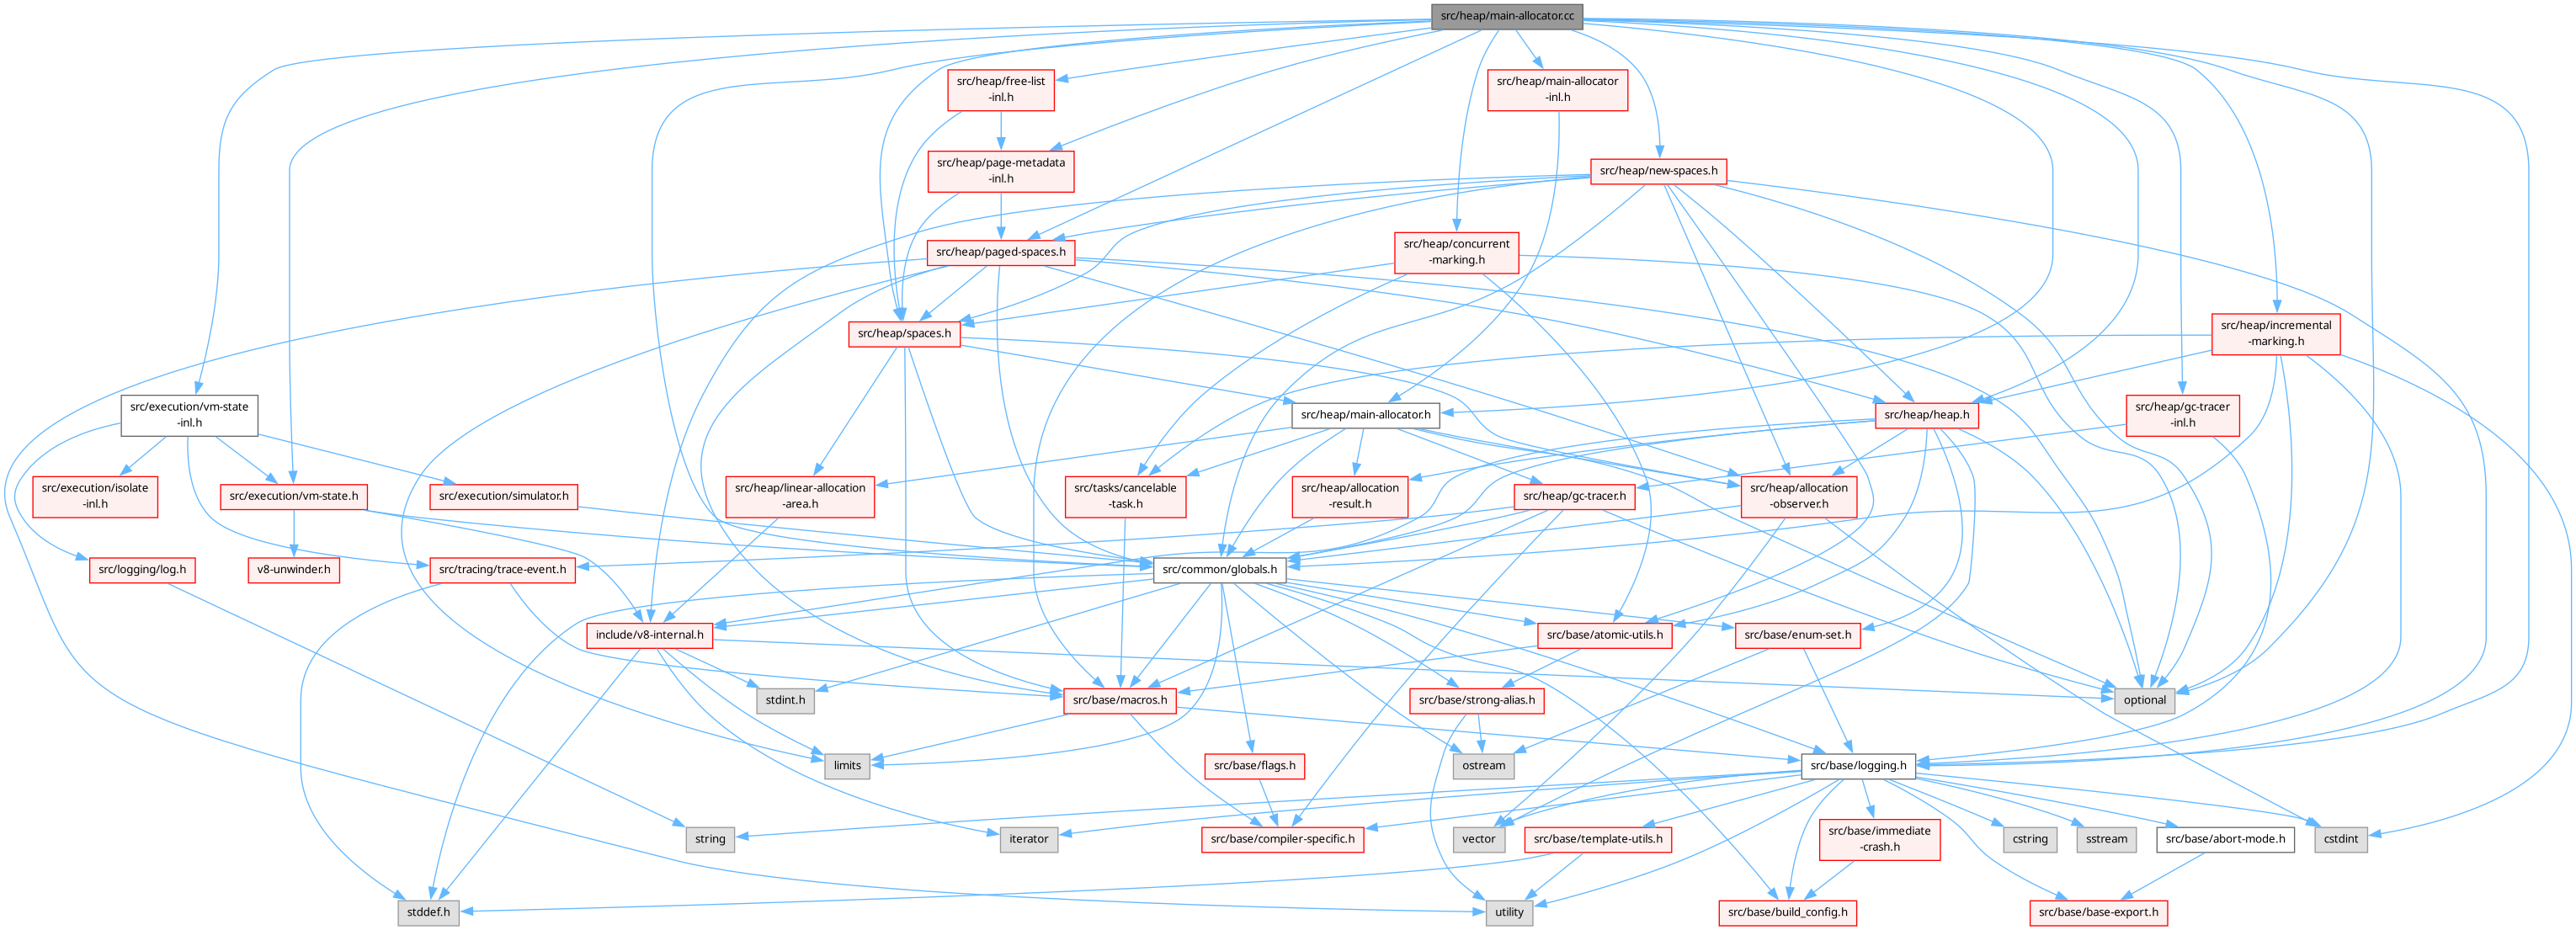 src/heap/main-allocator.cc
src/heap/free-list
-inl.h
src/heap/main-allocator
-inl.h
src/heap/page-metadata
-inl.h
src/heap/new-spaces.h
src/heap/paged-spaces.h
src/heap/concurrent
-marking.h
src/heap/spaces.h
src/heap/incremental
-marking.h
src/execution/vm-state
-inl.h
src/heap/main-allocator.h
src/heap/heap.h
src/heap/gc-tracer
-inl.h
src/execution/isolate
-inl.h
src/execution/vm-state.h
src/execution/simulator.h
src/heap/linear-allocation
-area.h
src/tasks/cancelable
-task.h
src/heap/allocation
-result.h
src/heap/gc-tracer.h
src/heap/allocation
-observer.h
src/logging/log.h
v8-unwinder.h
src/tracing/trace-event.h
src/common/globals.h
include/v8-internal.h
src/base/atomic-utils.h
src/base/enum-set.h
stdint.h
src/base/macros.h
src/base/strong-alias.h
optional
limits
src/base/flags.h
ostream
src/base/logging.h
string
iterator
src/base/compiler-specific.h
vector
src/base/template-utils.h
src/base/immediate
-crash.h
cstring
sstream
src/base/abort-mode.h
cstdint
stddef.h
utility
src/base/build_config.h
src/base/base-export.h